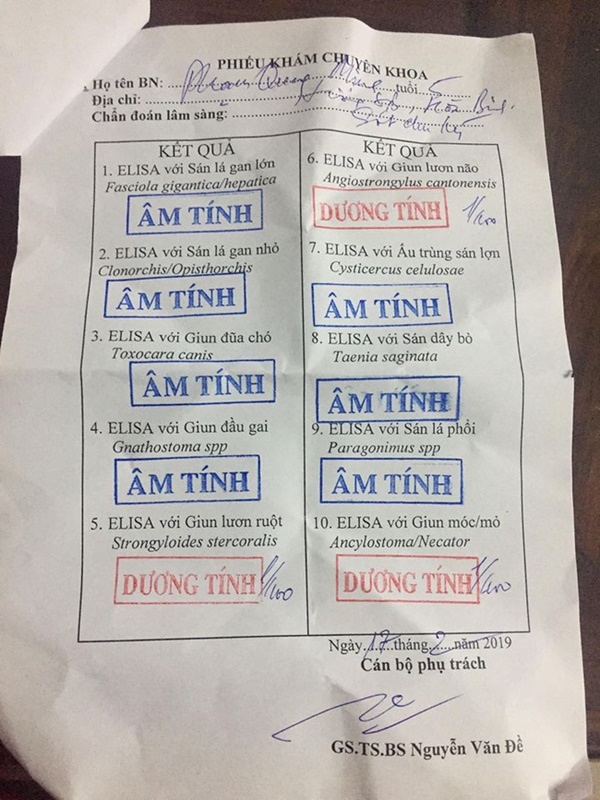 PHIẾU KHÁM CHUYÊN KHOA
Họ tên BN: Quang Minh tuổi 5
Địa chỉ:
Chẩn đoán lâm sàng:
KẾT QUẢ
1. ELISA với Sán lá gan lớn
Fasciola gigantica/hepatica
ÂM TÍNH
2. ELISA với Sán lá gan nhỏ
Clonorchis/Opisthorchis
ÂM TÍNH
3. ELISA với Giun đũa chó
Toxocara canis
ÂM TÍNH
4. ELISA với Giun đầu gai
Gnathostoma spp
ÂM TÍNH
5. ELISA với Giun lươn ruột
Strongyloides stercoralis
DƯƠNG TÍNH
KẾT QUẢ
6. ELISA với Giun lươn não
Angiostrongylus cantonensis
DƯƠNG TÍNH
7. ELISA với Ấu trùng sán lợn
Cysticercus celulosae
ÂM TÍNH
8. ELISA với Sán dây bò
Taenia saginata
ÂM TÍNH
9. ELISA với Sán lá phổi
Paragonimus spp
ÂM TÍNH
10. ELISA với Giun móc/mỏ
Ancylostoma/Necator
DƯƠNG TÍNH
Ngày 17 tháng 2 năm 2019
Cán bộ phụ trách
GS.TS.BS Nguyễn Văn Đề